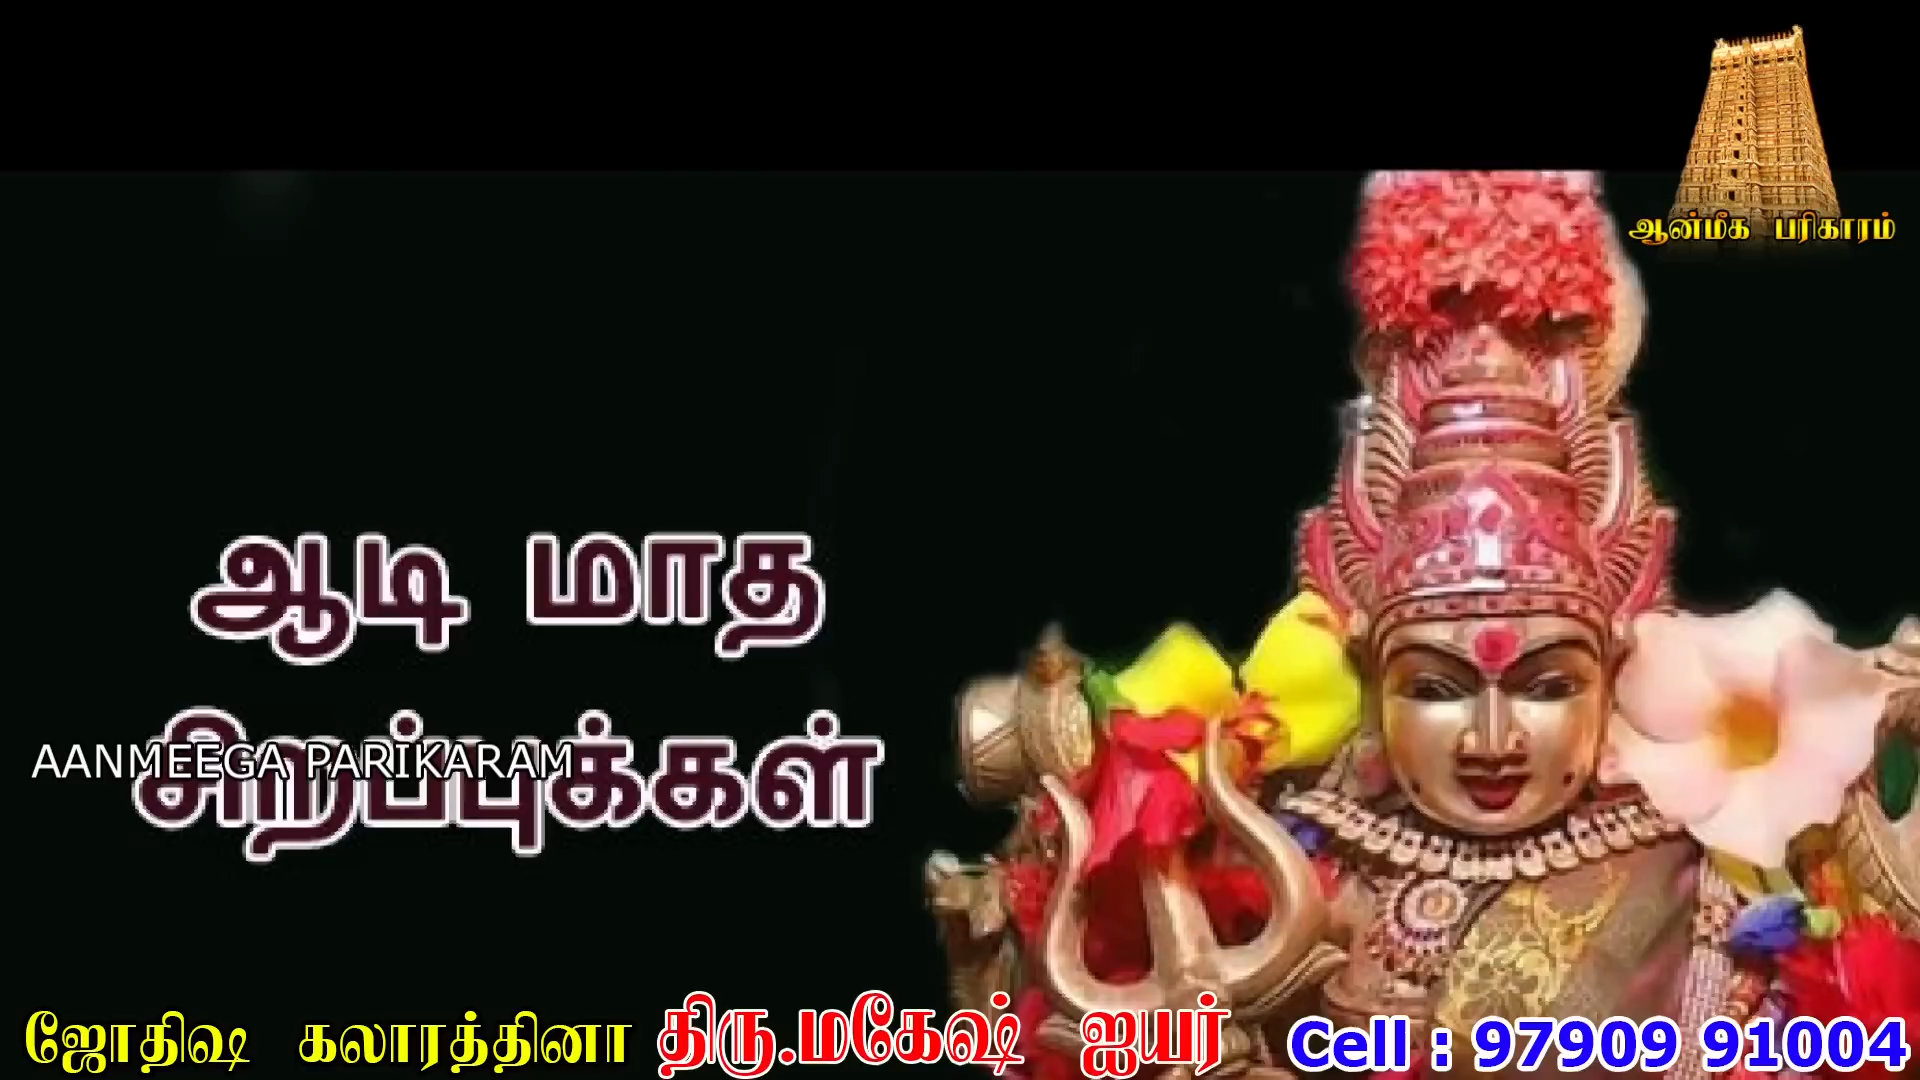 ஆன்மீக பரிகாரம்
ஆடி மாத
சிறப்புக்கள்
AANMEEGA PARIKARAM
ஜோதிஷ கலாரத்தினா திரு.மகேஷ் ஐயர் Cell : 97909 91004